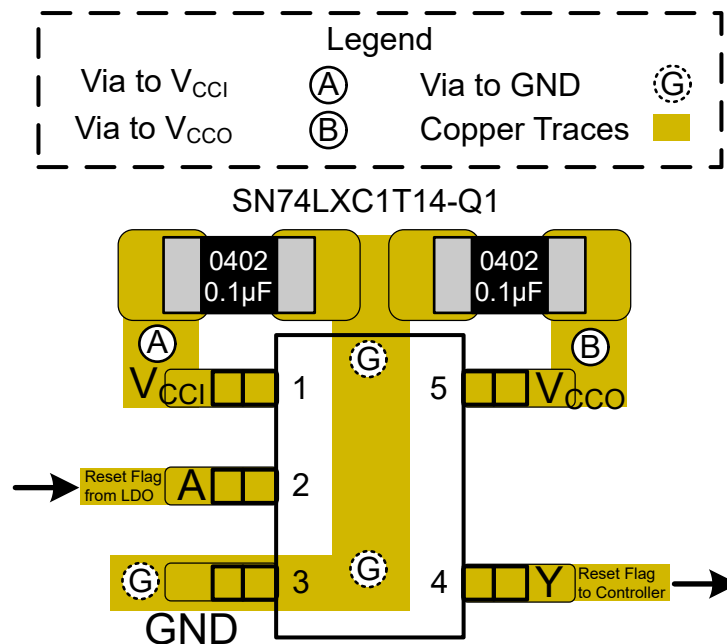 Legend
Via to VCCI A Via to GND G
Via to VCCO B Copper Traces
SN74LXC1T14-Q1
0402
0.1µF
0402
0.1µF
A
B
G
VCCI 1 5 VCCO
Reset Flag
from LDO
A 2
G
G
3 4 Y
Reset Flag
to Controller
GND